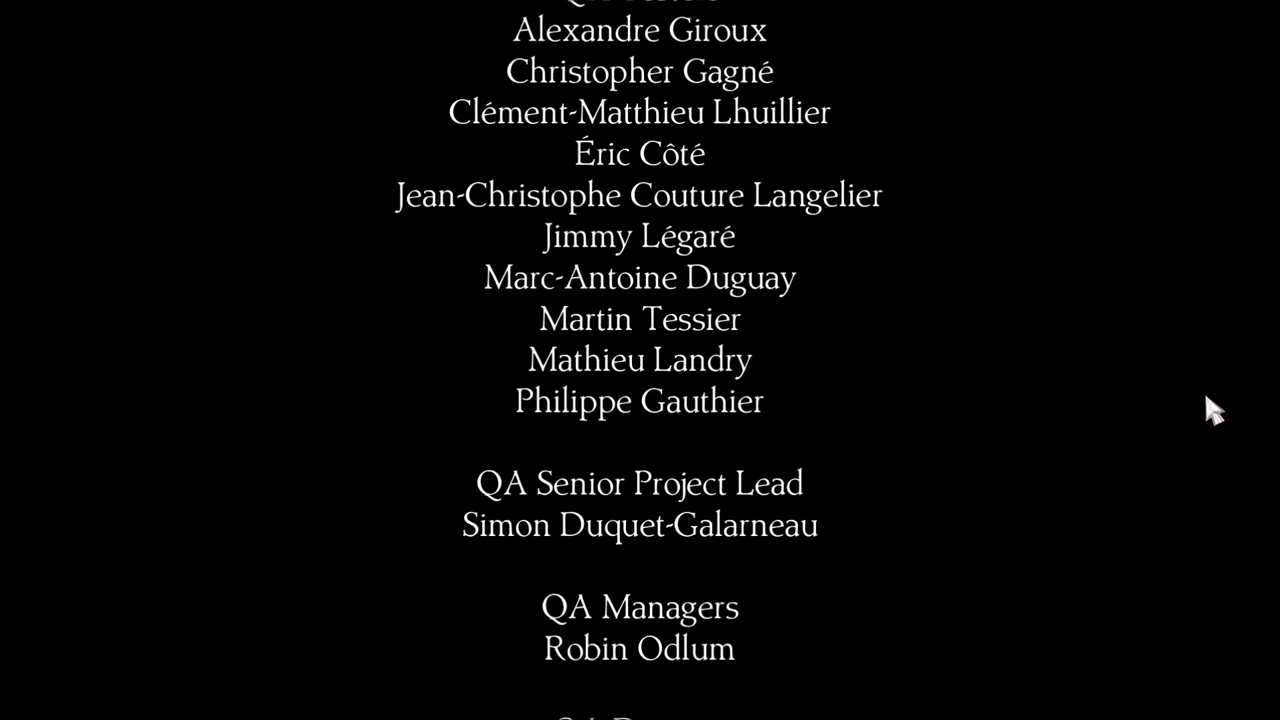 Alexandre Giroux
Christopher Gagné
Clément-Matthieu Lhuillier
Éric Côté
Jean-Christophe Couture Langelier
Jimmy Légaré
Marc-Antoine Duguay
Martin Tessier
Mathieu Landry
Philippe Gauthier
QA Senior Project Lead
Simon Duquet-Galarneau
QA Managers
Robin Odlum